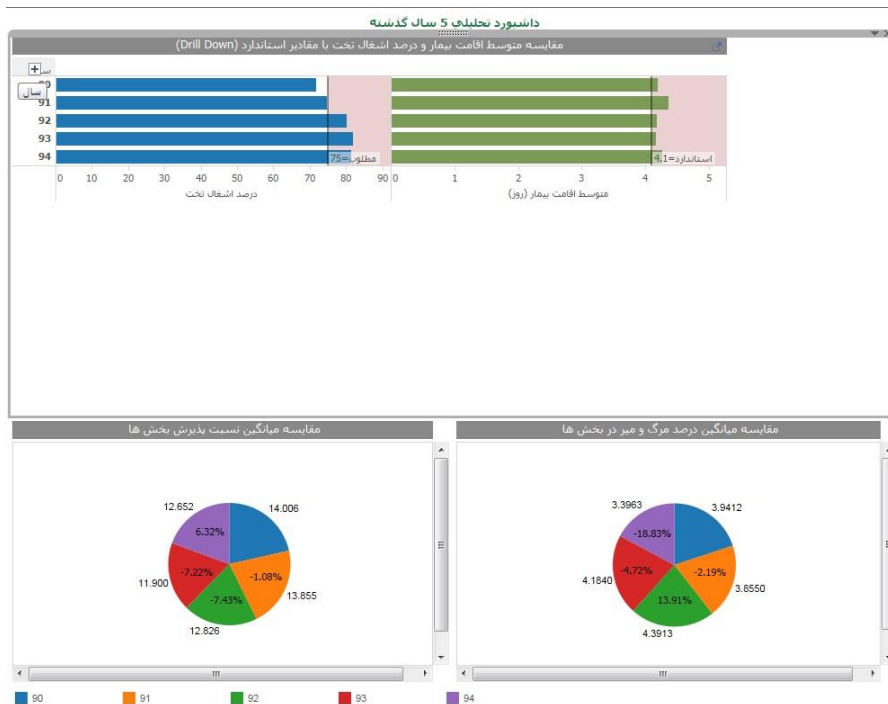 داشبورد تحلیلی 5 سال گذشته
مقایسه متوسط اقامت بیمار و درصد اشغال تخت با مقادیر استاندارد (Drill Down)
سال
91
92
93
94
مطلوب=75
استاندارد=4.1
0 10 20 30 40 50 60 70 80 90
0 1 2 3 4 5
درصد اشغال تخت
متوسط اقامت بیمار (روز)
مقایسه میانگین نسبت پذیرش بخش ها
12.652
14.006
6.32%
-7.22%
-1.08%
11.900
13.855
-7.43%
12.826
مقایسه میانگین درصد مرگ و میر در بخش ها
3.3963
3.9412
-18.83%
-4.72%
-2.19%
4.1840
3.8550
13.91%
4.3913
90 91 92 93 94